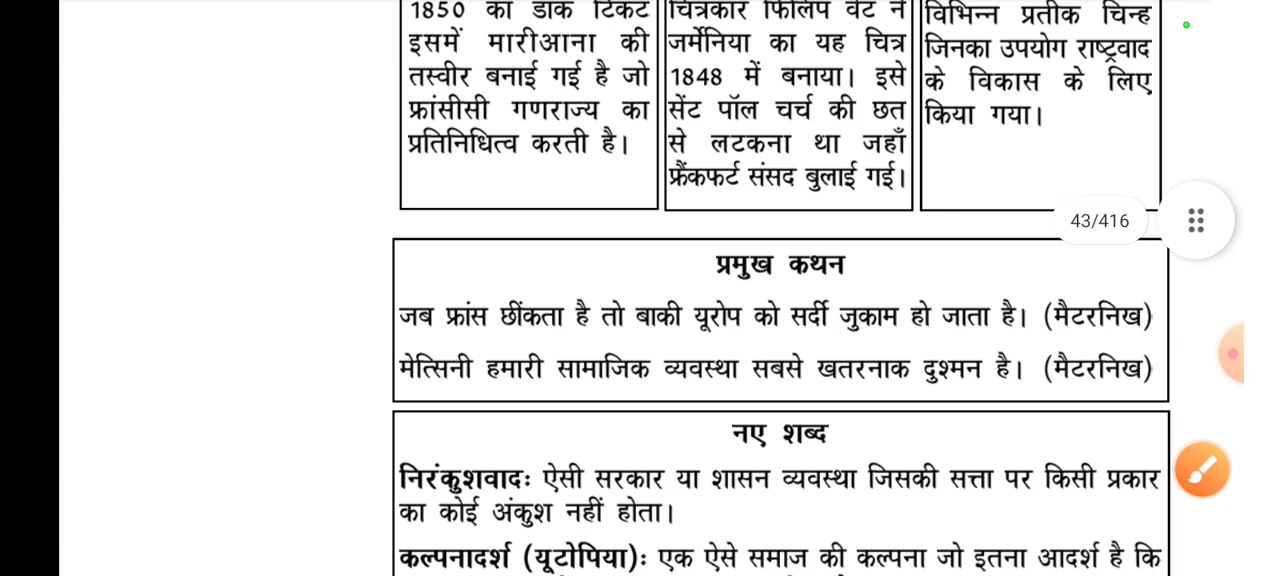 1850 का डाक टिकट
इसमें मारीआना की
तस्वीर बनाई गई है जो
फ्रांसीसी गणराज्य का
प्रतिनिधित्व करती है।
चित्रकार फिलिप वेट ने
जर्मेनिया का यह चित्र
1848 में बनाया। इसे
सेंट पॉल चर्च की छत
से लटकना था जहाँ
फ्रैंकफर्ट संसद बुलाई गई।
विभिन्न प्रतीक चिन्ह
जिनका उपयोग राष्ट्रवाद
के विकास के लिए
किया गया।
43/416
प्रमुख कथन
जब फ्रांस छींकता है तो बाकी यूरोप को सर्दी जुकाम हो जाता है। (मैटरनिख)
मेत्सिनी हमारी सामाजिक व्यवस्था सबसे खतरनाक दुश्मन है। (मैटरनिख)
नए शब्द
निरंकुशवादः ऐसी सरकार या शासन व्यवस्था जिसकी सत्ता पर किसी प्रकार
का कोई अंकुश नहीं होता।
कल्पनादर्श (यूटोपिया): एक ऐसे समाज की कल्पना जो इतना आदर्श है कि